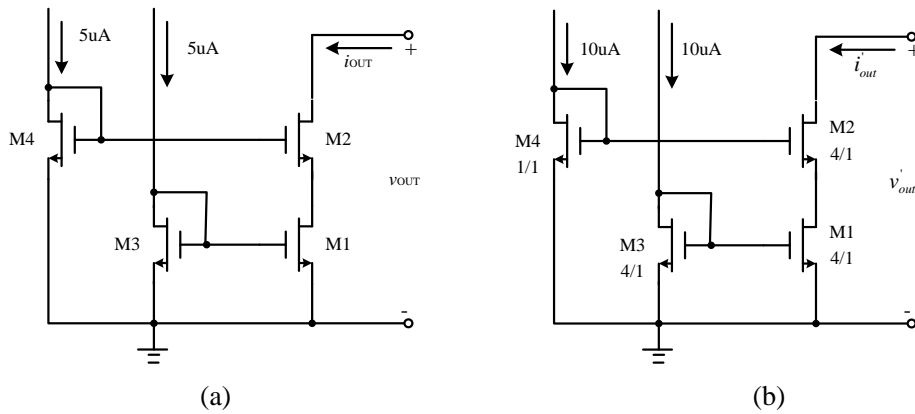 5uA
5uA
iOUT
+
M4
M2
vOUT
M3
M1
-
(a)
10uA
10uA
i'out
+
M4
1/1
M2
4/1
v'out
M3
4/1
M1
4/1
-
(b)